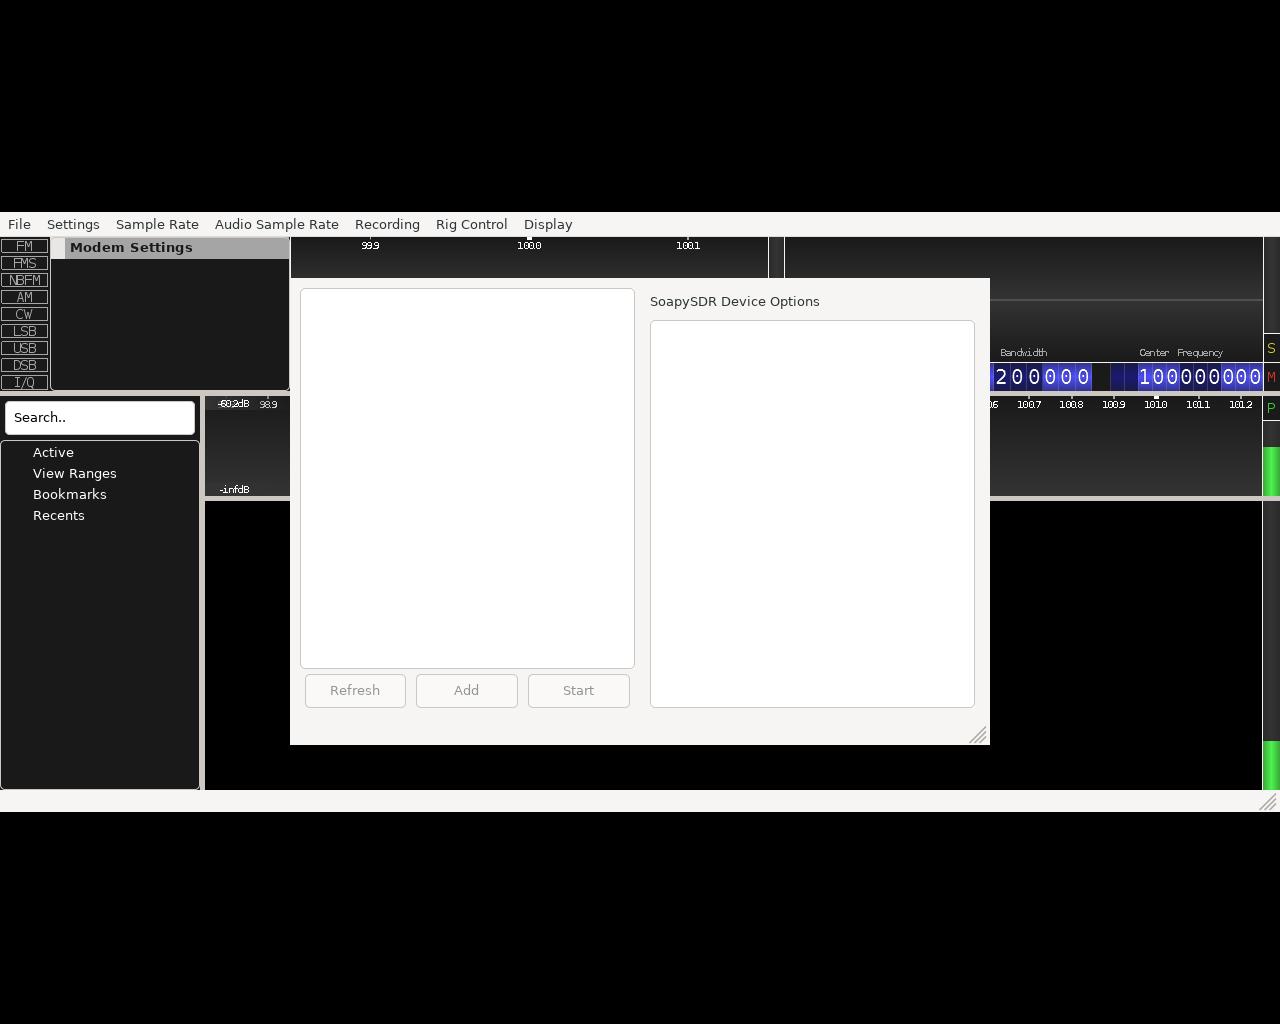 File Settings Sample Rate Audio Sample Rate Recording Rig Control Display
FM
FMS
NBFM
AM
CW
LSB
USB
DSB
I/Q
Modem Settings
99.9 100.0 100.1
SoapySDR Device Options
Bandwidth Center Frequency
200000 100000000
S
M
P
Search..
Active
View Ranges
Bookmarks
Recents
-60.2dB 98.9
100.7 100.8 100.9 101.0 101.1 101.2
-infdB
Refresh Add Start